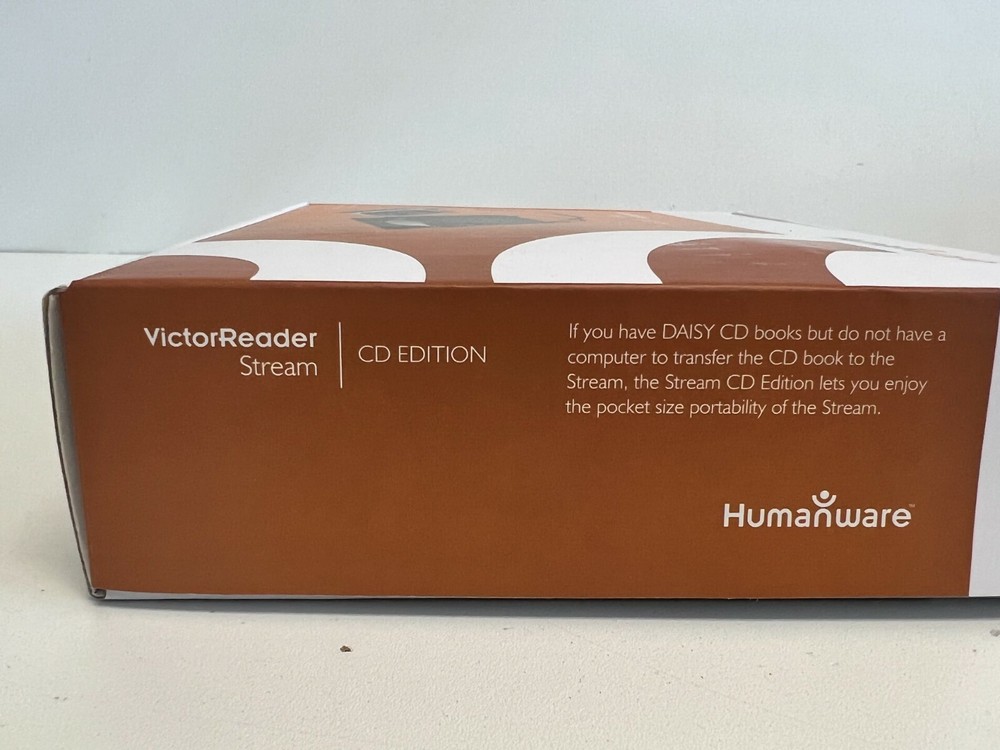 VictorReader
Stream
CD EDITION
If you have DAISY CD books but do not have a
computer to transfer the CD book to the
Stream, the Stream CD Edition lets you enjoy
the pocket size portability of the Stream.
Humanware™